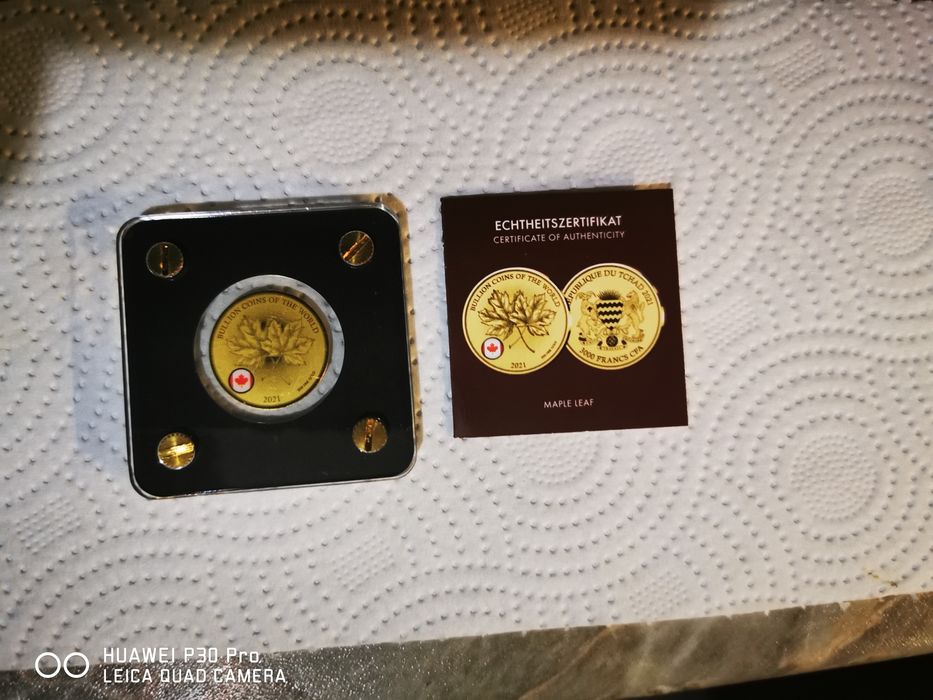 BULLION COINS OF THE WORLD
2021
ECHTHEITSZERTIFIKAT
CERTIFICATE OF AUTHENTICITY
BULLION COINS OF THE WORLD
2021
RÉPUBLIQUE DU TCHAD 2021
3000 FRANCS CFA
MAPLE LEAF
HUAWEI P30 Pro
LEICA QUAD CAMERA